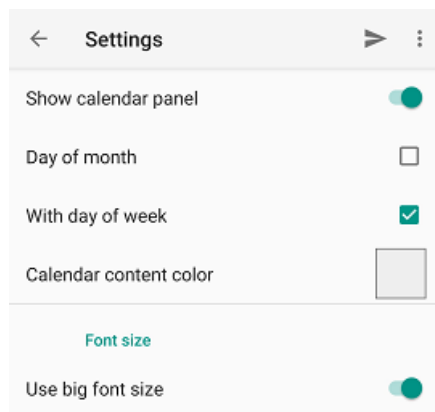 Settings
Show calendar panel
Day of month
With day of week
Calendar content color
Font size
Use big font size